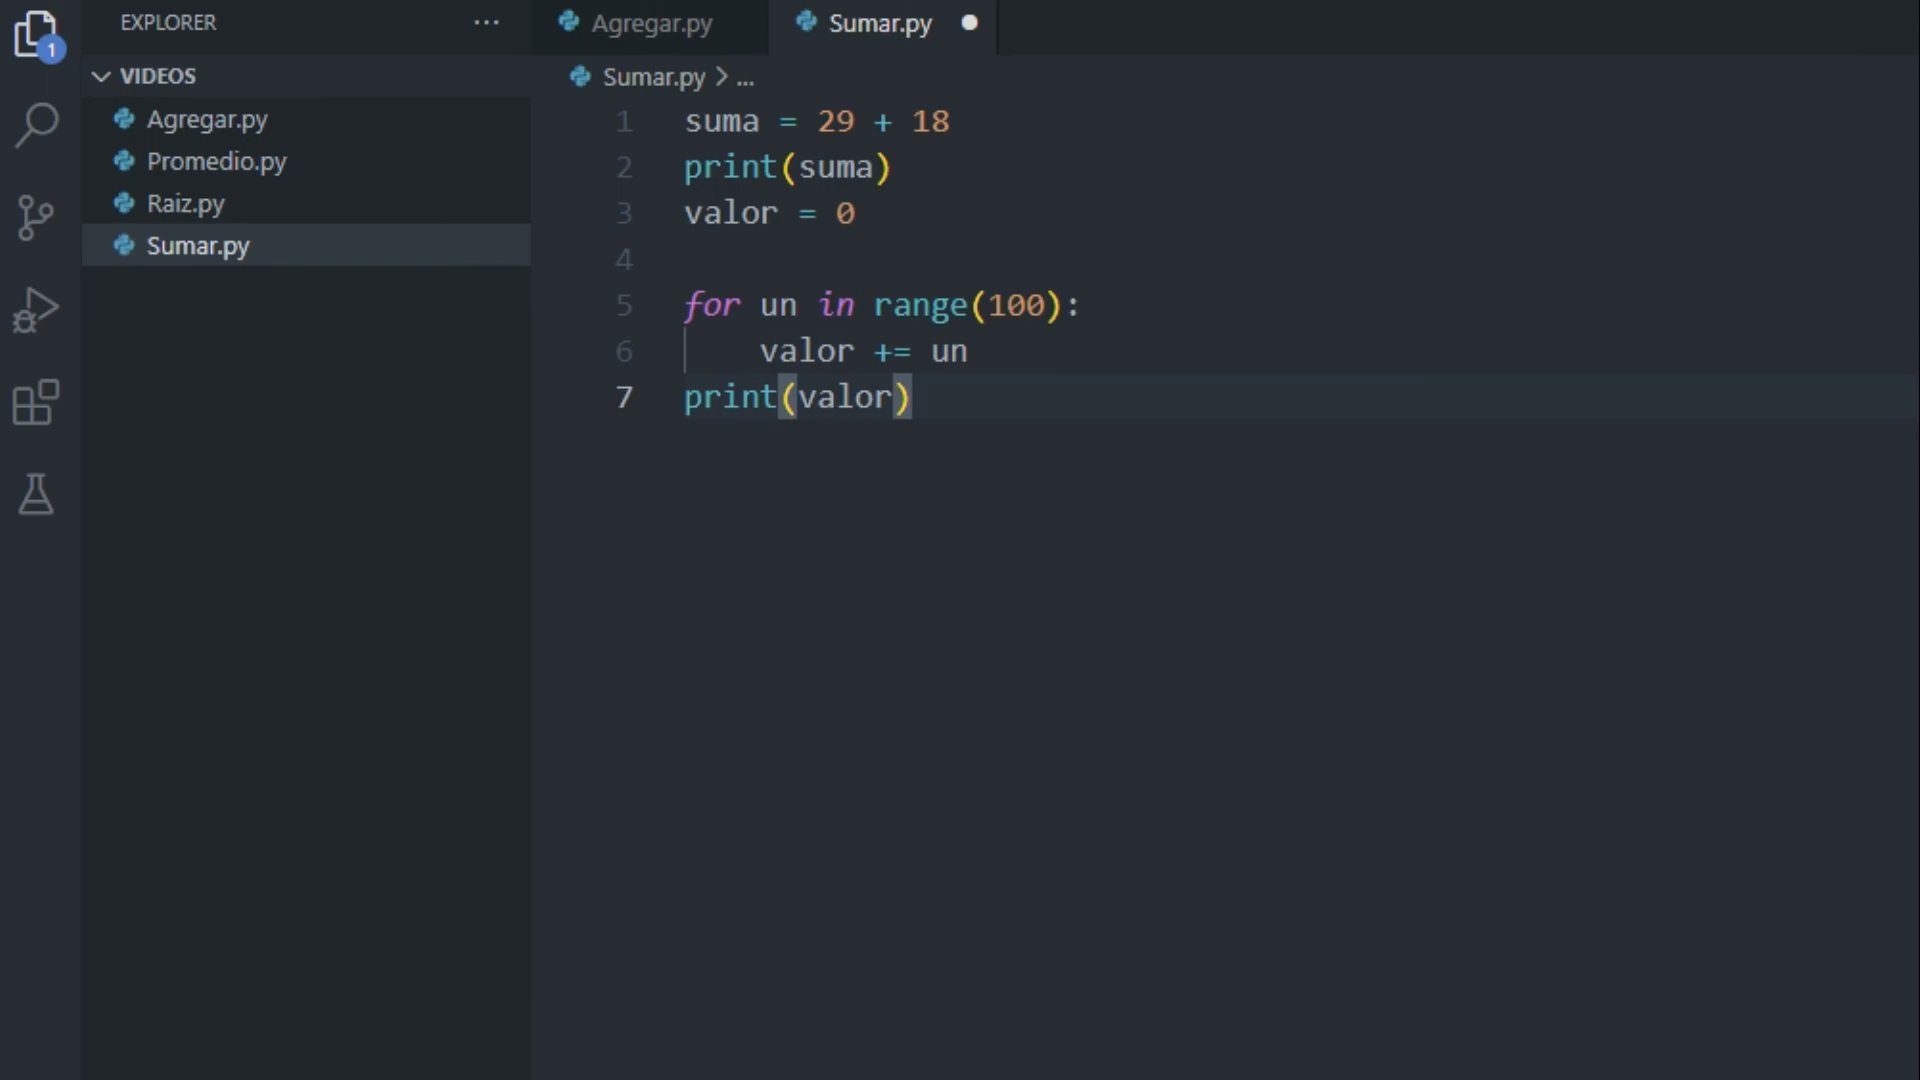 EXPLORER
VIDEOS
Agregar.py
Promedio.py
Raiz.py
Sumar.py
1
Agregar.py
Sumar.py
Sumar.py > ...
1 suma = 29 + 18
2 print(suma)
3 valor = 0
4
5 for un in range(100):
6     valor += un
7 print(valor)